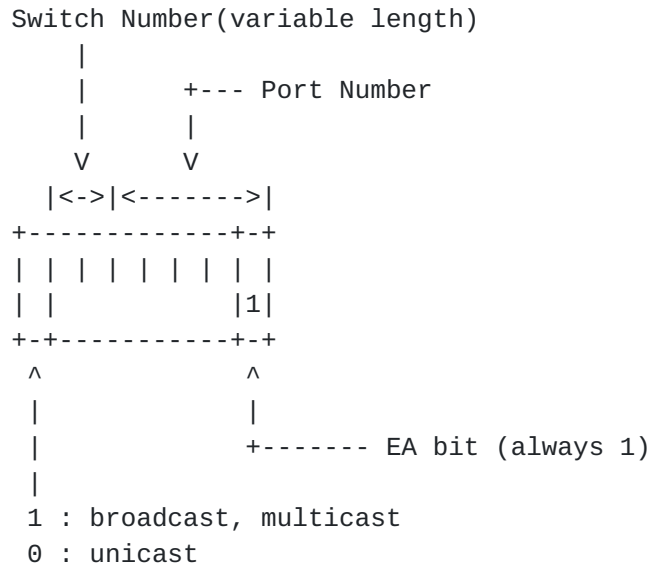 Switch Number(variable length)
     |
     |      +--- Port Number
     |      |
     V      V
   |<->|<------->|
+-------------+-+
| | | | | | | | |
| |           |1|
+-+-----------+-+
 ^             ^
 |             |
 |             +------- EA bit (always 1)
 |
 1 : broadcast, multicast
 0 : unicast